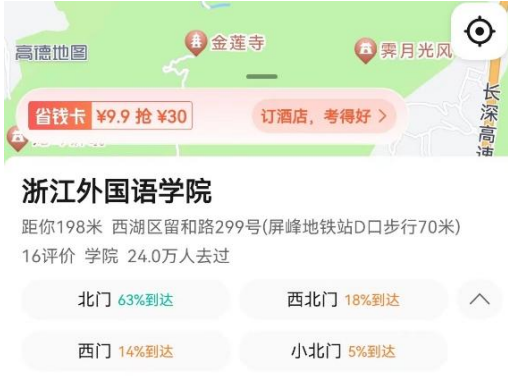 高德地图
金莲寺
霁月光风
长深高速
省钱卡 ¥9.9 抢 ¥30
订酒店，考得好 >
浙江外国语学院
距你198米 西湖区留和路299号(屏峰地铁站D口步行70米)
16评价 学院 24.0万人去过
北门 63%到达
西北门 18%到达
西门 14%到达
小北门 5%到达